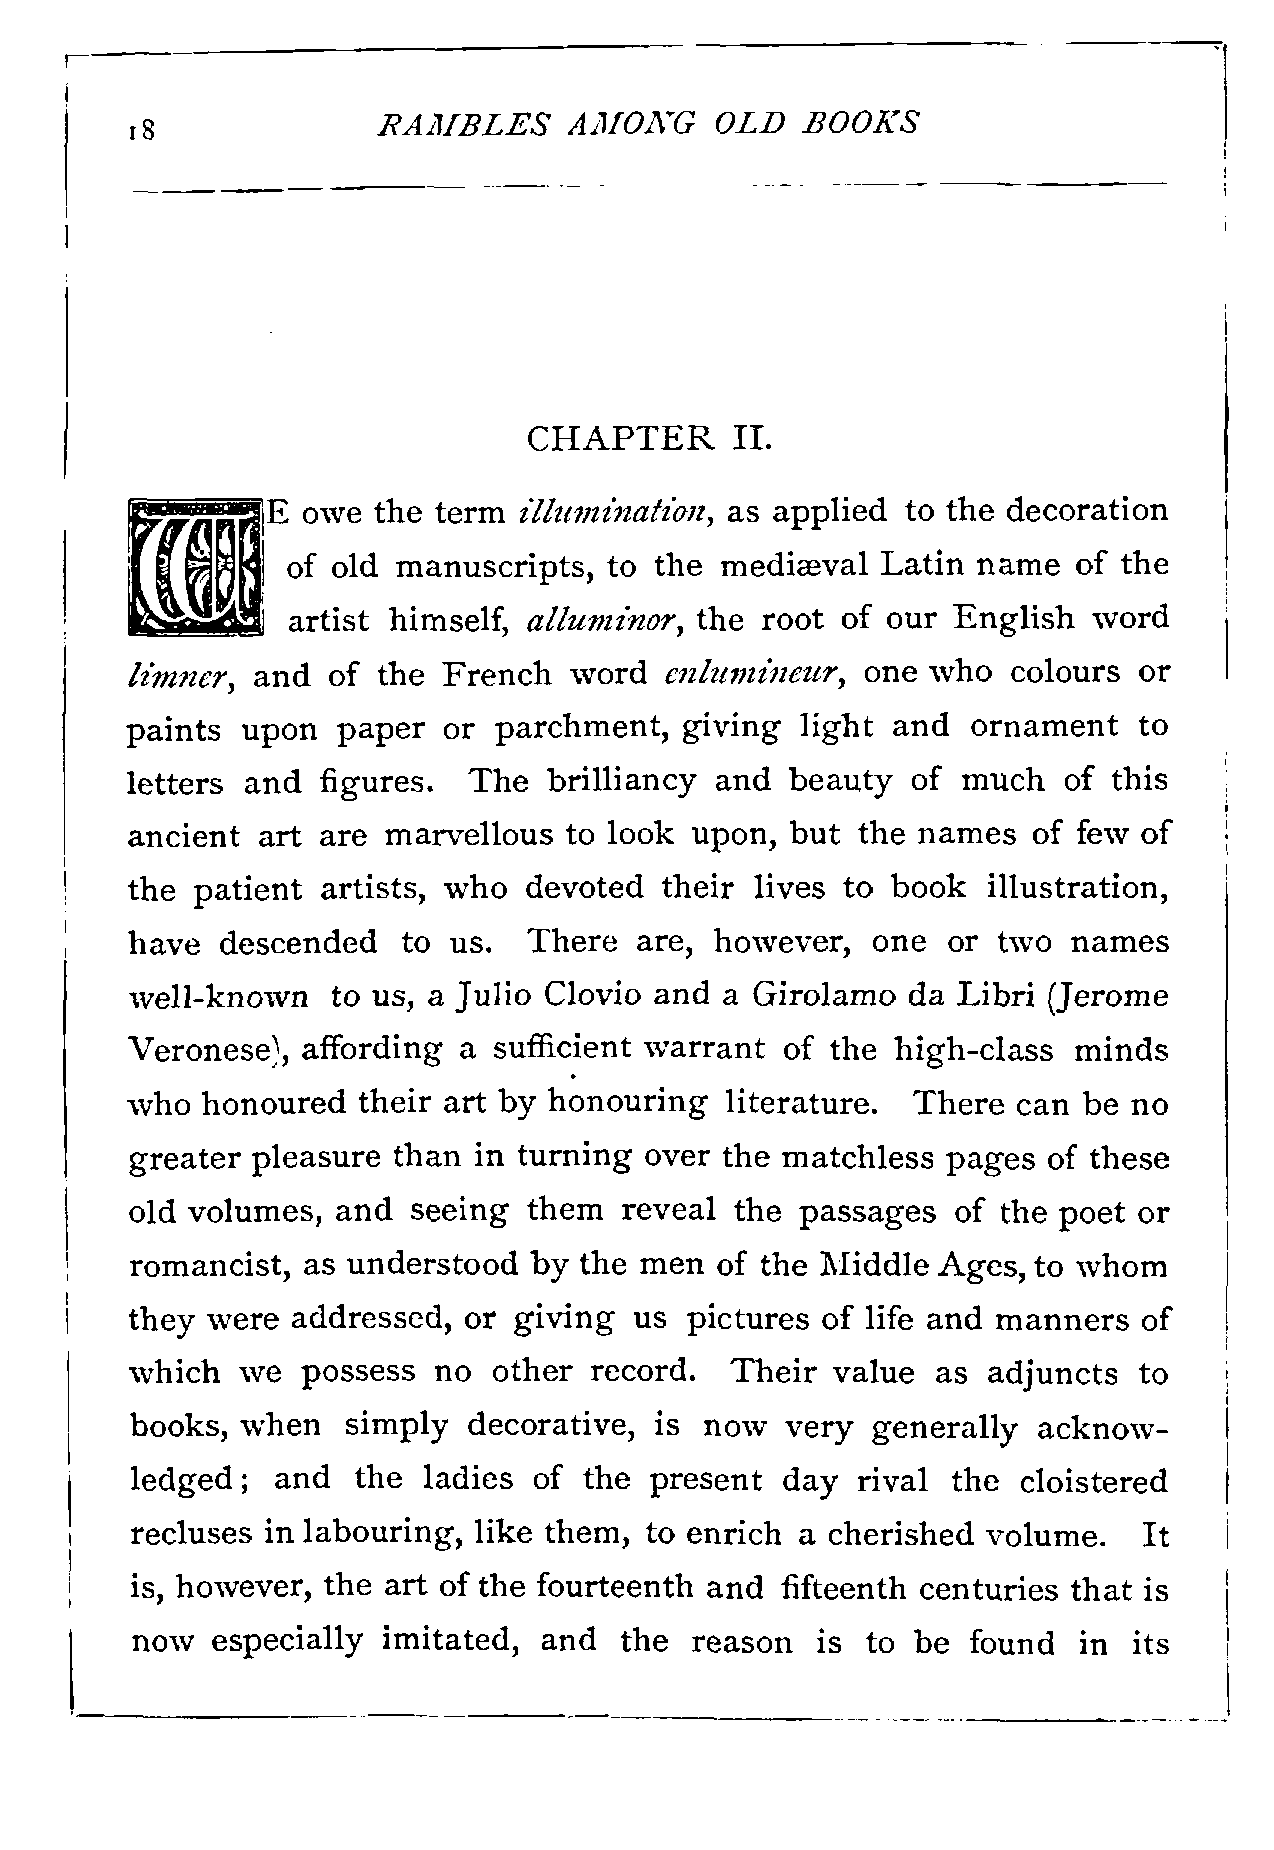 18 RAMBLES AMONG OLD BOOKS
CHAPTER II.
WE owe the term illumination, as applied to the decoration
of old manuscripts, to the mediæval Latin name of the
artist himself, alluminor, the root of our English word
limner, and of the French word enlumineur, one who colours or
paints upon paper or parchment, giving light and ornament to
letters and figures. The brilliancy and beauty of much of this
ancient art are marvellous to look upon, but the names of few of
the patient artists, who devoted their lives to book illustration,
have descended to us. There are, however, one or two names
well-known to us, a Julio Clovio and a Girolamo da Libri (Jerome
Veronese), affording a sufficient warrant of the high-class minds
who honoured their art by honouring literature. There can be no
greater pleasure than in turning over the matchless pages of these
old volumes, and seeing them reveal the passages of the poet or
romancist, as understood by the men of the Middle Ages, to whom
they were addressed, or giving us pictures of life and manners of
which we possess no other record. Their value as adjuncts to
books, when simply decorative, is now very generally acknow-
ledged; and the ladies of the present day rival the cloistered
recluses in labouring, like them, to enrich a cherished volume. It
is, however, the art of the fourteenth and fifteenth centuries that is
now especially imitated, and the reason is to be found in its